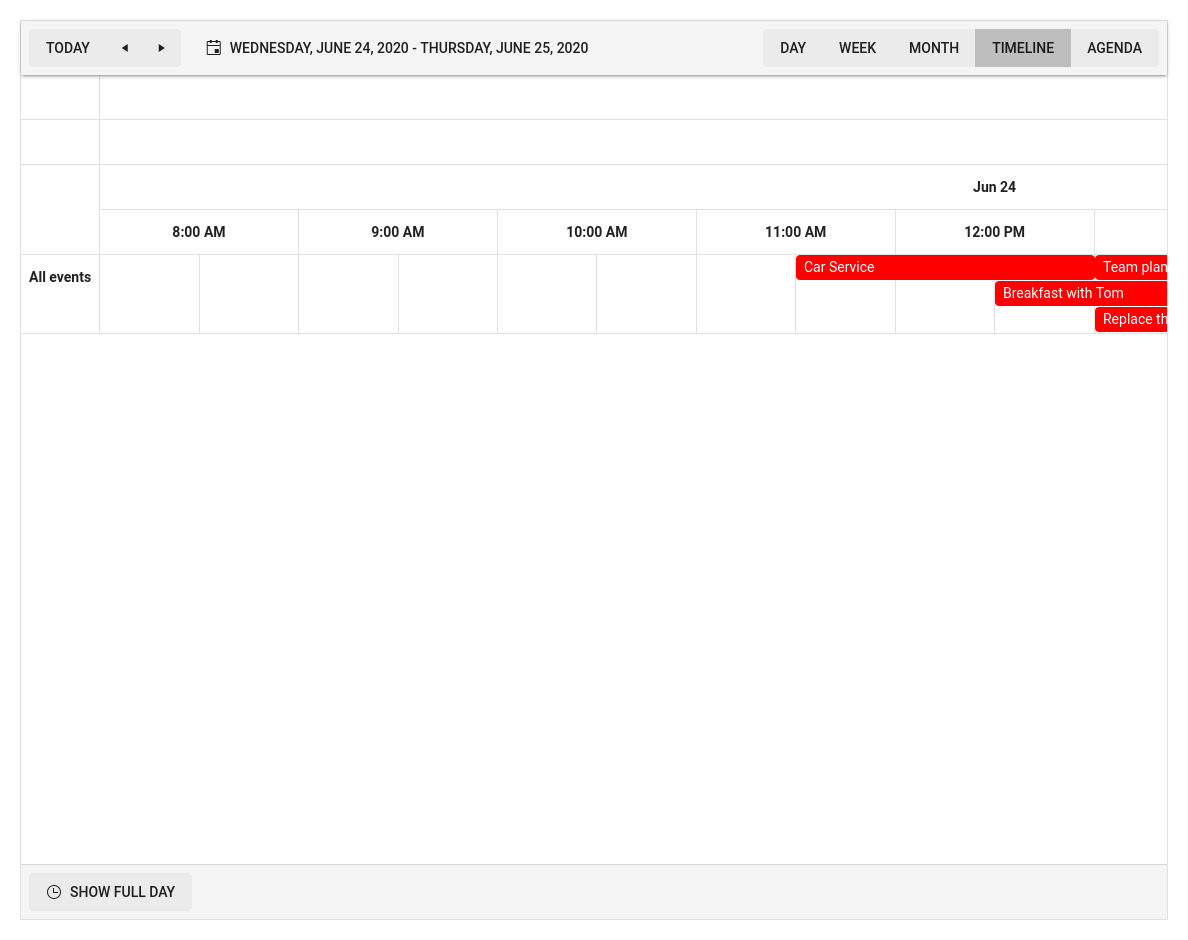 TODAY
WEDNESDAY, JUNE 24, 2020 - THURSDAY, JUNE 25, 2020
DAY WEEK MONTH TIMELINE AGENDA
Jun 24
8:00 AM 9:00 AM 10:00 AM 11:00 AM 12:00 PM
All events
Car Service
Team plan
Breakfast with Tom
Replace th
SHOW FULL DAY